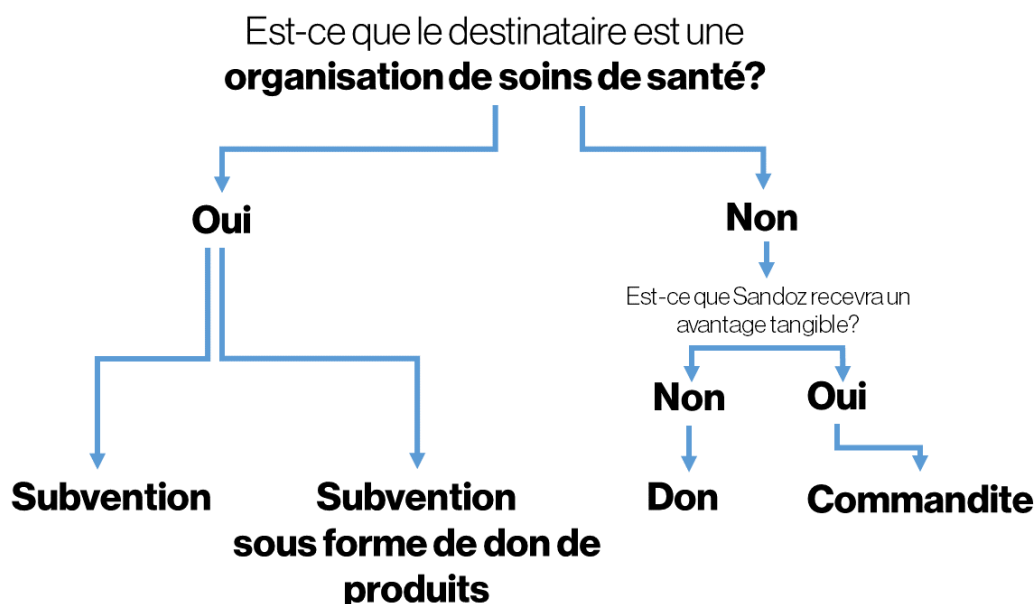 Est-ce que le destinataire est une
organisation de soins de santé?
Oui
Non
Est-ce que Sandoz recevra un
avantage tangible?
Non
Oui
Subvention
Subvention
sous forme de don de
produits
Don
Commandite